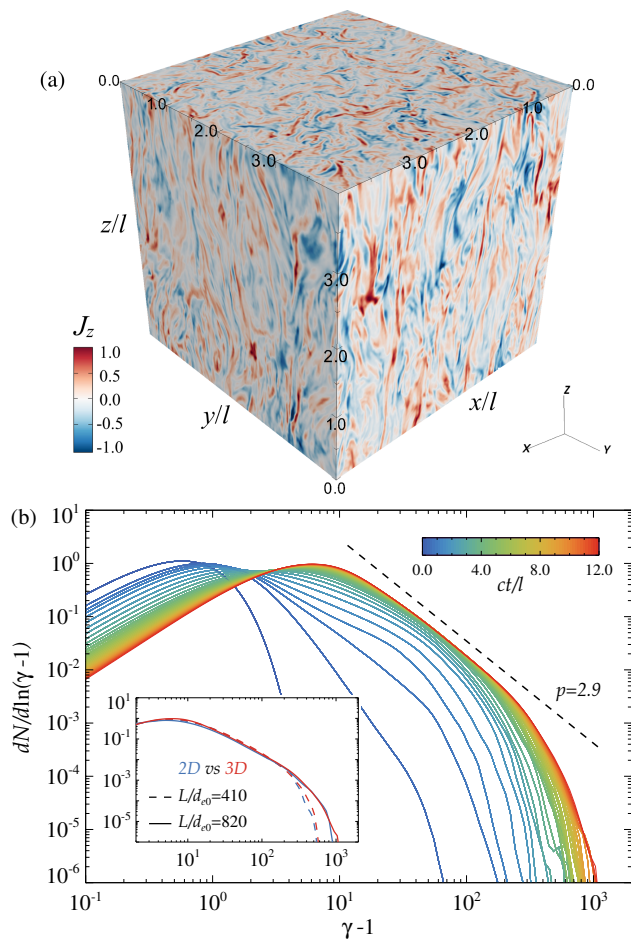 (a)
0.0
0.0
1.0
1.0
2.0
2.0
3.0
3.0
z/l
3.0
J_z
1.0
0.5
0.0
-0.5
-1.0
2.0
1.0
y/l
x/l
0.0
Z
X
Y
(b)
10^1
10^0
10^-1
10^-2
10^-3
10^-4
10^-5
10^-6
dN/dln(γ-1)
0.0 4.0 8.0 12.0
ct/l
p=2.9
10^-1
10^-3
10^-5
2D vs 3D
L/d_e0=410
L/d_e0=820
10^1 10^2 10^3
10^-1 10^0 10^1 10^2 10^3
γ-1